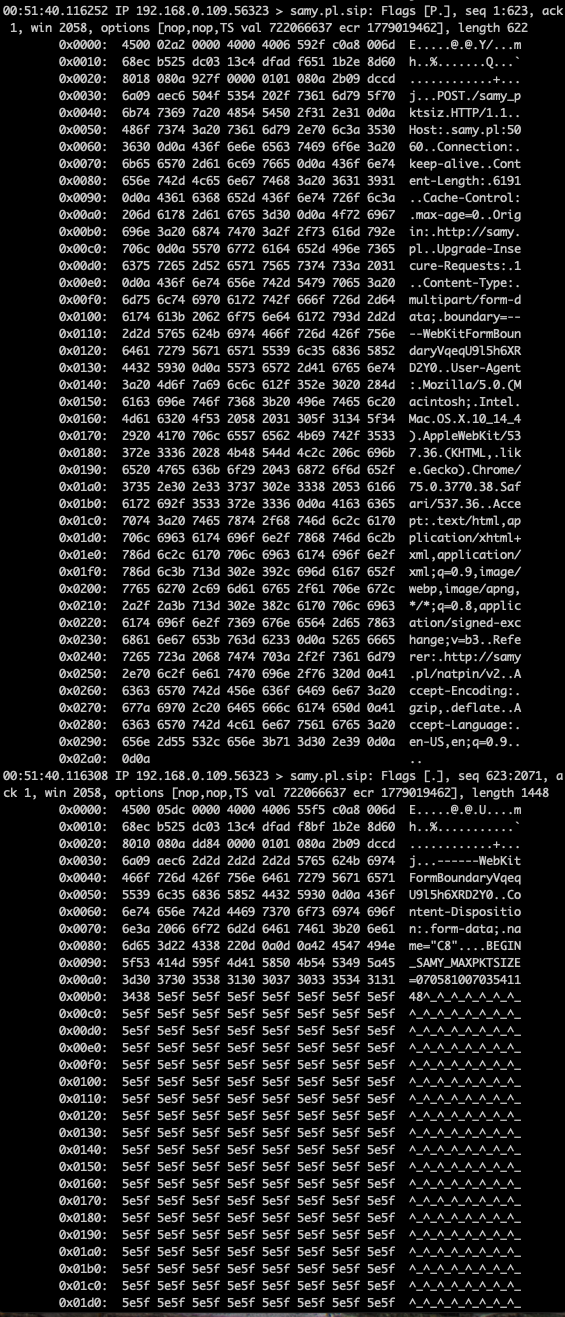 00:51:40.116252 IP 192.168.0.109.56323 > samy.pl.sip: Flags [P.], seq 1:623, ack
1, win 2058, options [nop,nop,TS val 722066637 ecr 1779019462], length 622
0x0000: 4500 02a2 0000 4000 4006 592f c0a8 006d E.....@.@.Y/...m
0x0010: 68ec b525 dc03 13c4 dfad f651 1b2e 8d60 h..%.......Q...`
0x0020: 8018 080a 927f 0000 0101 080a 2b09 dccd ............+...
0x0030: 6a09 aec6 504f 5354 202f 7361 6d79 5f70 j...POST./samy_p
0x0040: 6b74 7369 7a20 4854 5450 2f31 2e31 0d0a ktsiz.HTTP/1.1..
0x0050: 486f 7374 3a20 7361 6d79 2e70 6c3a 3530 Host:.samy.pl:50
0x0060: 3630 0d0a 436f 6e6e 6563 7469 6f6e 3a20 60..Connection:.
0x0070: 6b65 6570 2d61 6c69 7665 0d0a 436f 6e74 keep-alive..Cont
0x0080: 656e 742d 4c65 6e67 7468 3a20 3631 3931 ent-Length:.6191
0x0090: 0d0a 4361 6368 652d 436f 6e74 726f 6c3a ..Cache-Control:
0x00a0: 206d 6178 2d61 6765 3d30 0d0a 4f72 6967 .max-age=0..Orig
0x00b0: 696e 3a20 6874 7470 3a2f 2f73 616d 792e in:.http://samy.
0x00c0: 706c 0d0a 5570 6772 6164 652d 496e 7365 pl..Upgrade-Inse
0x00d0: 6375 7265 2d52 6571 7565 7374 733a 2031 cure-Requests:.1
0x00e0: 0d0a 436f 6e74 656e 742d 5479 7065 3a20 ..Content-Type:.
0x00f0: 6d75 6c74 6970 6172 742f 666f 726d 2d64 multipart/form-d
0x0100: 6174 613b 2062 6f75 6e64 6172 793d 2d2d ata;.boundary=--
0x0110: 2d2d 5765 624b 6974 466f 726d 426f 756e --WebKitFormBoun
0x0120: 6461 7279 5671 6571 5539 6c35 6836 5852 daryVqeqU9l5h6XR
0x0130: 4432 5930 0d0a 5573 6572 2d41 6765 6e74 D2Y0..User-Agent
0x0140: 3a20 4d6f 7a69 6c6c 612f 352e 3020 284d :.Mozilla/5.0.(M
0x0150: 6163 696e 746f 7368 3b20 496e 7465 6c20 acintosh;.Intel.
0x0160: 4d61 6320 4f53 2058 2031 305f 3134 5f34 Mac.OS.X.10_14_4
0x0170: 2920 4170 706c 6557 6562 4b69 742f 3533 ).AppleWebKit/53
0x0180: 372e 3336 2028 4b48 544d 4c2c 206c 696b 7.36.(KHTML,.lik
0x0190: 6520 4765 636b 6f29 2043 6872 6f6d 652f e.Gecko).Chrome/
0x01a0: 3735 2e30 2e33 3737 302e 3338 2053 6166 75.0.3770.38.Saf
0x01b0: 6172 692f 3533 372e 3336 0d0a 4163 6365 ari/537.36..Acce
0x01c0: 7074 3a20 7465 7874 2f68 746d 6c2c 6170 pt:.text/html,ap
0x01d0: 706c 6963 6174 696f 6e2f 7868 746d 6c2b plication/xhtml+
0x01e0: 786d 6c2c 6170 706c 6963 6174 696f 6e2f xml,application/
0x01f0: 786d 6c3b 713d 302e 392c 696d 6167 652f xml;q=0.9,image/
0x0200: 7765 6270 2c69 6d61 6765 2f61 706e 672c webp,image/apng,
0x0210: 2a2f 2a3b 713d 302e 382c 6170 706c 6963 */*;q=0.8,applic
0x0220: 6174 696f 6e2f 7369 676e 6564 2d65 7863 ation/signed-exc
0x0230: 6861 6e67 653b 763d 6233 0d0a 5265 6665 hange;v=b3..Refe
0x0240: 7265 723a 2068 7474 703a 2f2f 7361 6d79 rer:.http://samy
0x0250: 2e70 6c2f 6e61 7470 696e 2f76 320d 0a41 .pl/natpin/v2..A
0x0260: 6363 6570 742d 456e 636f 6469 6e67 3a20 ccept-Encoding:.
0x0270: 677a 6970 2c20 6465 666c 6174 650d 0a41 gzip,.deflate..A
0x0280: 6363 6570 742d 4c61 6e67 7561 6765 3a20 ccept-Language:.
0x0290: 656e 2d55 532c 656e 3b71 3d30 2e39 0d0a en-US,en;q=0.9..
0x02a0: 0d0a ..
00:51:40.116308 IP 192.168.0.109.56323 > samy.pl.sip: Flags [.], seq 623:2071, a
ck 1, win 2058, options [nop,nop,TS val 722066637 ecr 1779019462], length 1448
0x0000: 4500 05dc 0000 4000 4006 55f5 c0a8 006d E.....@.@.U....m
0x0010: 68ec b525 dc03 13c4 dfad f8bf 1b2e 8d60 h..%...........`
0x0020: 8010 080a dd84 0000 0101 080a 2b09 dccd ............+...
0x0030: 6a09 aec6 2d2d 2d2d 2d2d 5765 624b 6974 j...------WebKit
0x0040: 466f 726d 426f 756e 6461 7279 5671 6571 FormBoundaryVqeq
0x0050: 5539 6c35 6836 5852 4432 5930 0d0a 436f U9l5h6XRD2Y0..Co
0x0060: 6e74 656e 742d 4469 7370 6f73 6974 696f ntent-Dispositio
0x0070: 6e3a 2066 6f72 6d2d 6461 7461 3b20 6e61 n:.form-data;.na
0x0080: 6d65 3d22 4338 220d 0a0d 0a42 4547 494e me="C8"....BEGIN
0x0090: 5f53 414d 595f 4d41 5850 4b54 5349 5a45 _SAMY_MAXPKTSIZE
0x00a0: 3d30 3730 3538 3130 3037 3033 3534 3131 =070581007035411
0x00b0: 3438 5e5f 5e5f 5e5f 5e5f 5e5f 5e5f 5e5f 48^_^_^_^_^_^_^_
0x00c0: 5e5f 5e5f 5e5f 5e5f 5e5f 5e5f 5e5f 5e5f ^_^_^_^_^_^_^_^_
0x00d0: 5e5f 5e5f 5e5f 5e5f 5e5f 5e5f 5e5f 5e5f ^_^_^_^_^_^_^_^_
0x00e0: 5e5f 5e5f 5e5f 5e5f 5e5f 5e5f 5e5f 5e5f ^_^_^_^_^_^_^_^_
0x00f0: 5e5f 5e5f 5e5f 5e5f 5e5f 5e5f 5e5f 5e5f ^_^_^_^_^_^_^_^_
0x0100: 5e5f 5e5f 5e5f 5e5f 5e5f 5e5f 5e5f 5e5f ^_^_^_^_^_^_^_^_
0x0110: 5e5f 5e5f 5e5f 5e5f 5e5f 5e5f 5e5f 5e5f ^_^_^_^_^_^_^_^_
0x0120: 5e5f 5e5f 5e5f 5e5f 5e5f 5e5f 5e5f 5e5f ^_^_^_^_^_^_^_^_
0x0130: 5e5f 5e5f 5e5f 5e5f 5e5f 5e5f 5e5f 5e5f ^_^_^_^_^_^_^_^_
0x0140: 5e5f 5e5f 5e5f 5e5f 5e5f 5e5f 5e5f 5e5f ^_^_^_^_^_^_^_^_
0x0150: 5e5f 5e5f 5e5f 5e5f 5e5f 5e5f 5e5f 5e5f ^_^_^_^_^_^_^_^_
0x0160: 5e5f 5e5f 5e5f 5e5f 5e5f 5e5f 5e5f 5e5f ^_^_^_^_^_^_^_^_
0x0170: 5e5f 5e5f 5e5f 5e5f 5e5f 5e5f 5e5f 5e5f ^_^_^_^_^_^_^_^_
0x0180: 5e5f 5e5f 5e5f 5e5f 5e5f 5e5f 5e5f 5e5f ^_^_^_^_^_^_^_^_
0x0190: 5e5f 5e5f 5e5f 5e5f 5e5f 5e5f 5e5f 5e5f ^_^_^_^_^_^_^_^_
0x01a0: 5e5f 5e5f 5e5f 5e5f 5e5f 5e5f 5e5f 5e5f ^_^_^_^_^_^_^_^_
0x01b0: 5e5f 5e5f 5e5f 5e5f 5e5f 5e5f 5e5f 5e5f ^_^_^_^_^_^_^_^_
0x01c0: 5e5f 5e5f 5e5f 5e5f 5e5f 5e5f 5e5f 5e5f ^_^_^_^_^_^_^_^_
0x01d0: 5e5f 5e5f 5e5f 5e5f 5e5f 5e5f 5e5f 5e5f ^_^_^_^_^_^_^_^_